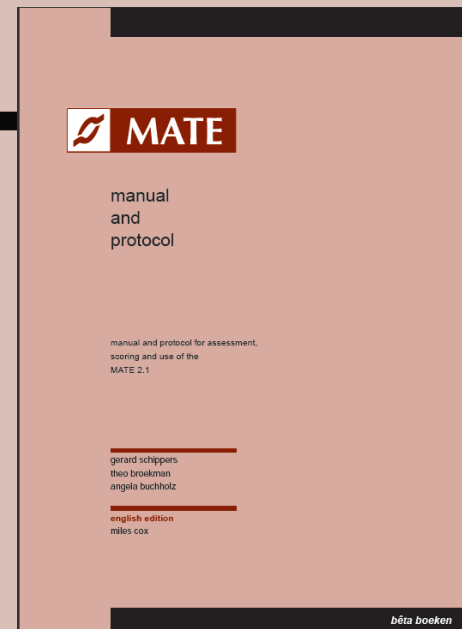 MATE
manual
and
protocol
manual and protocol for assessment,
scoring and use of the
MATE 2.1
gerard schippers
theo broekman
angela buchholz
english edition
miles cox
bêta boeken